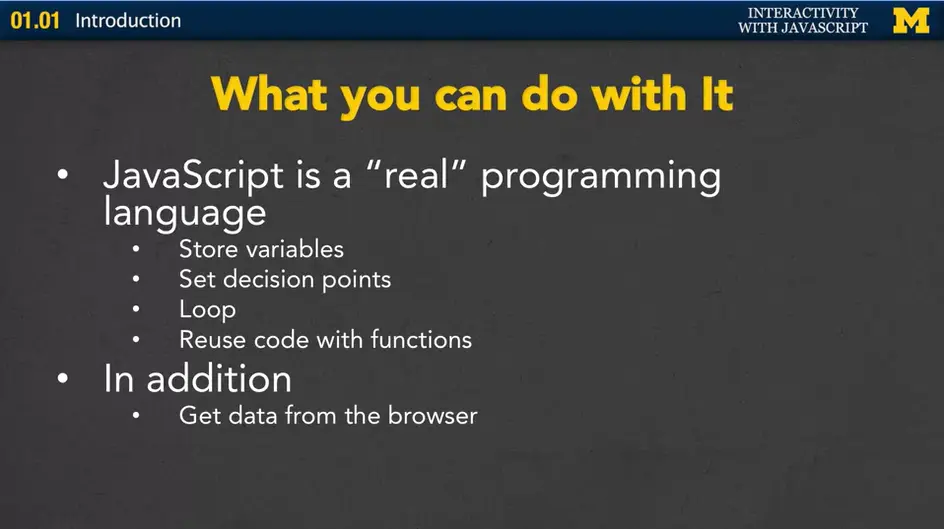 01.01 Introduction
INTERACTIVITY
WITH JAVASCRIPT
M
What you can do with It
• JavaScript is a “real” programming
language
• Store variables
• Set decision points
• Loop
• Reuse code with functions
• In addition
• Get data from the browser